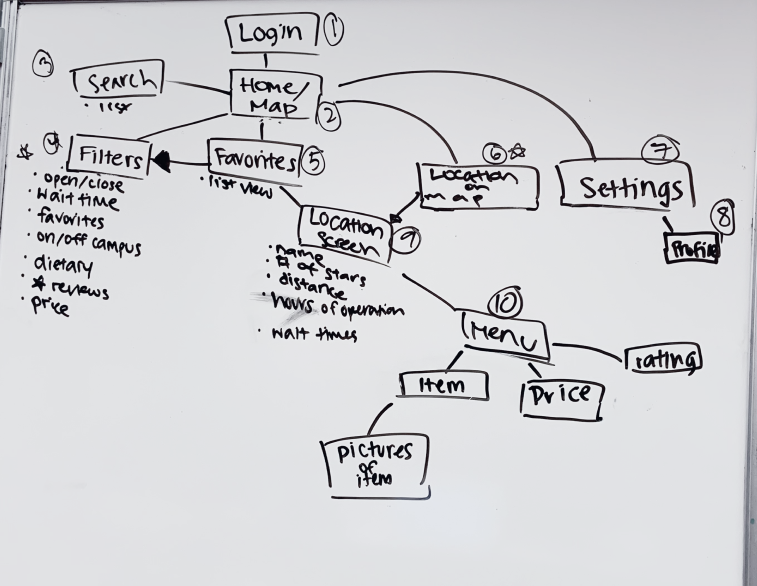 Login ①
③
Search
• list
Home/
Map
②
☆ ④
Filters
• open/close
• wait time
• favorites
• on/off campus
• dietary
• # reviews
• price
Favorites ⑤
• list view
⑥ ☆
Location
on
map
⑦
Settings
⑧
Profile
Location
Screen
⑨
• name
• # of stars
• distance
• hours of operation
• wait times
⑩
Menu
rating
Item
Price
pictures
of
item